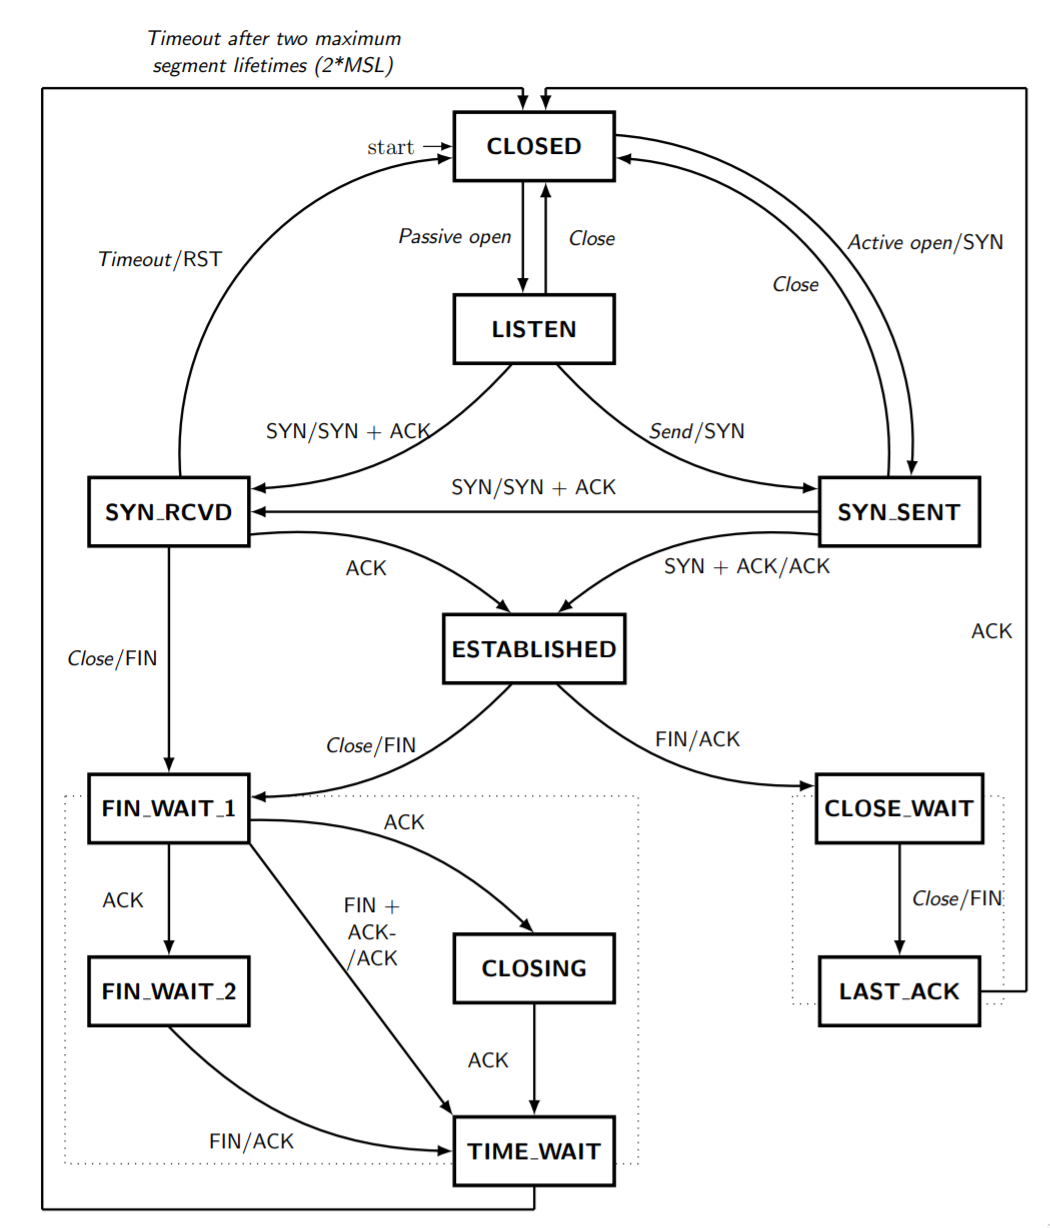 Timeout after two maximum
segment lifetimes (2*MSL)
start
CLOSED
Timeout/RST
Passive open
Close
Active open/SYN
Close
LISTEN
SYN/SYN + ACK
Send/SYN
SYN/SYN + ACK
SYN_RCVD
SYN_SENT
ACK
SYN + ACK/ACK
ESTABLISHED
ACK
Close/FIN
Close/FIN
FIN/ACK
FIN_WAIT_1
CLOSE_WAIT
ACK
ACK
FIN +
ACK-
/ACK
Close/FIN
CLOSING
FIN_WAIT_2
LAST_ACK
ACK
FIN/ACK
TIME_WAIT